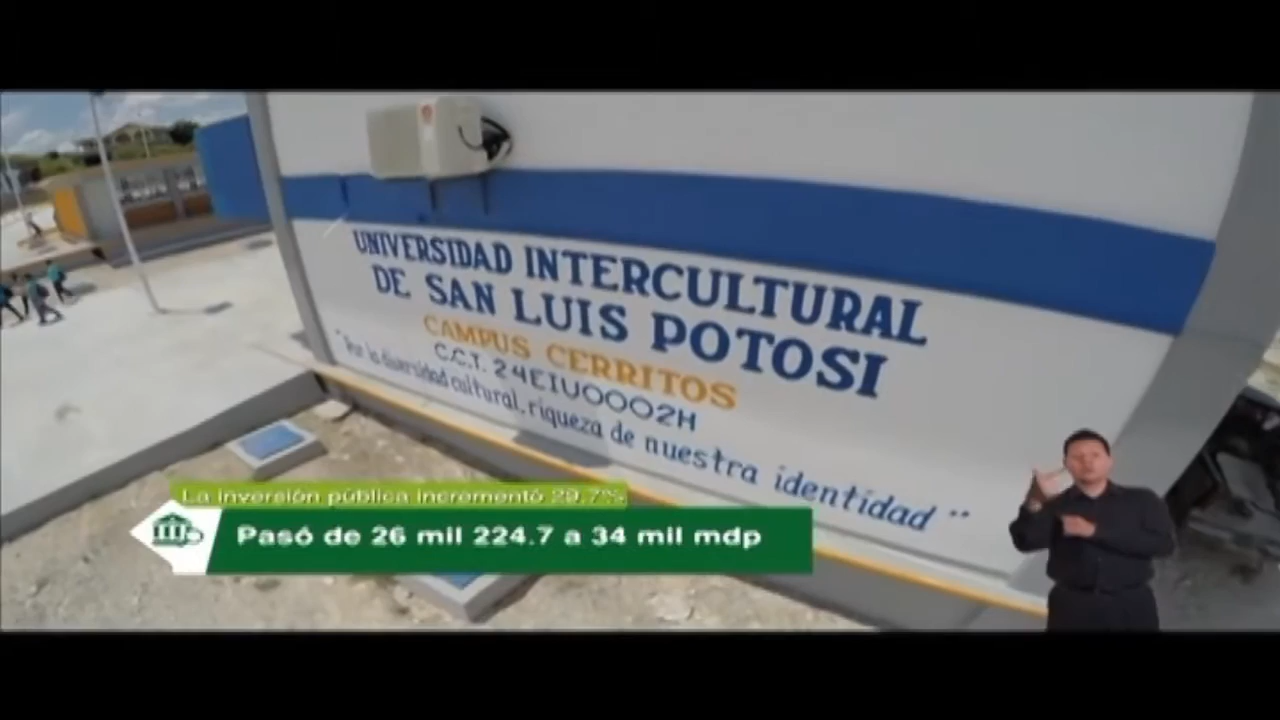 UNIVERSIDAD INTERCULTURAL
DE SAN LUIS POTOSI
CAMPUS CERRITOS
C.C.T. 24EIU0002H
"Por la diversidad cultural, riqueza de nuestra identidad"
La inversión pública incrementó 29.7%
Pasó de 26 mil 224.7 a 34 mil mdp